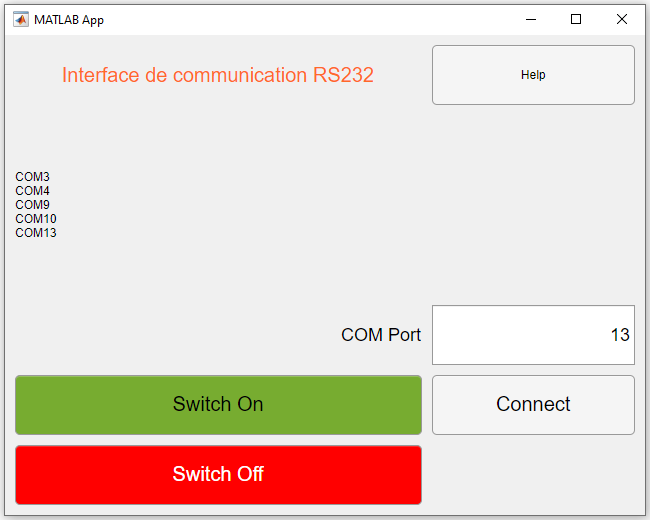 MATLAB App
Interface de communication RS232
Help
COM3
COM4
COM9
COM10
COM13
COM Port
13
Switch On
Connect
Switch Off